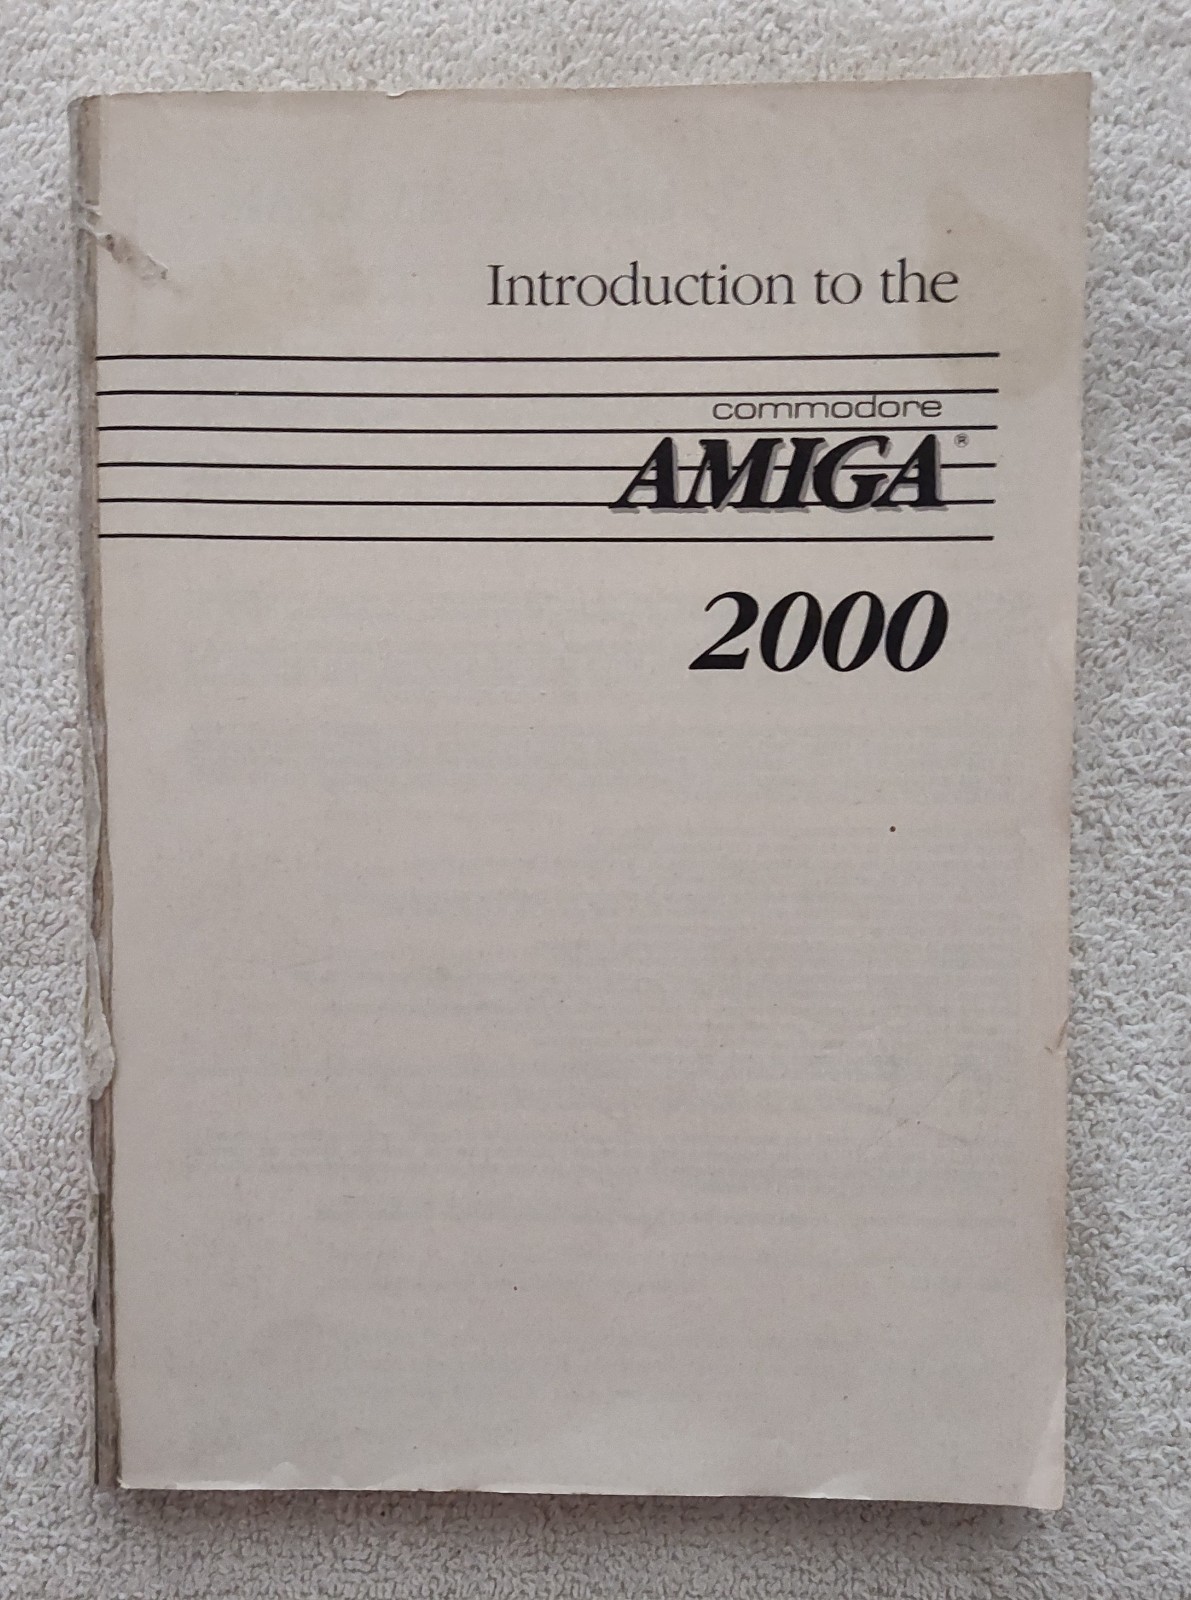 Introduction to the
commodore
AMIGA®
2000